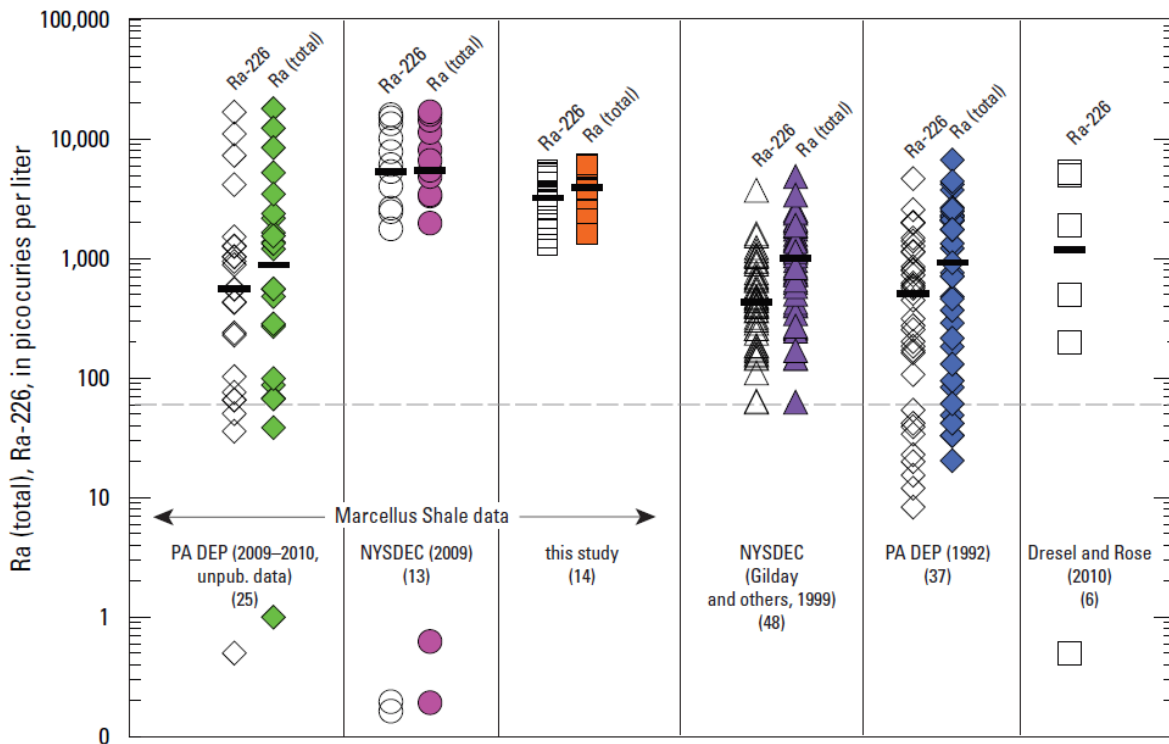 Ra (total), Ra-226, in picocuries per liter
100,000
10,000
1,000
100
10
1
0
Ra-226
Ra (total)
Ra-226
Ra (total)
Ra-226
Ra (total)
Ra-226
Ra (total)
Ra-226
Ra (total)
Ra-226
Marcellus Shale data
PA DEP (2009–2010,
unpub. data)
(25)
NYSDEC (2009)
(13)
this study
(14)
NYSDEC
(Gilday
and others, 1999)
(48)
PA DEP (1992)
(37)
Dresel and Rose
(2010)
(6)